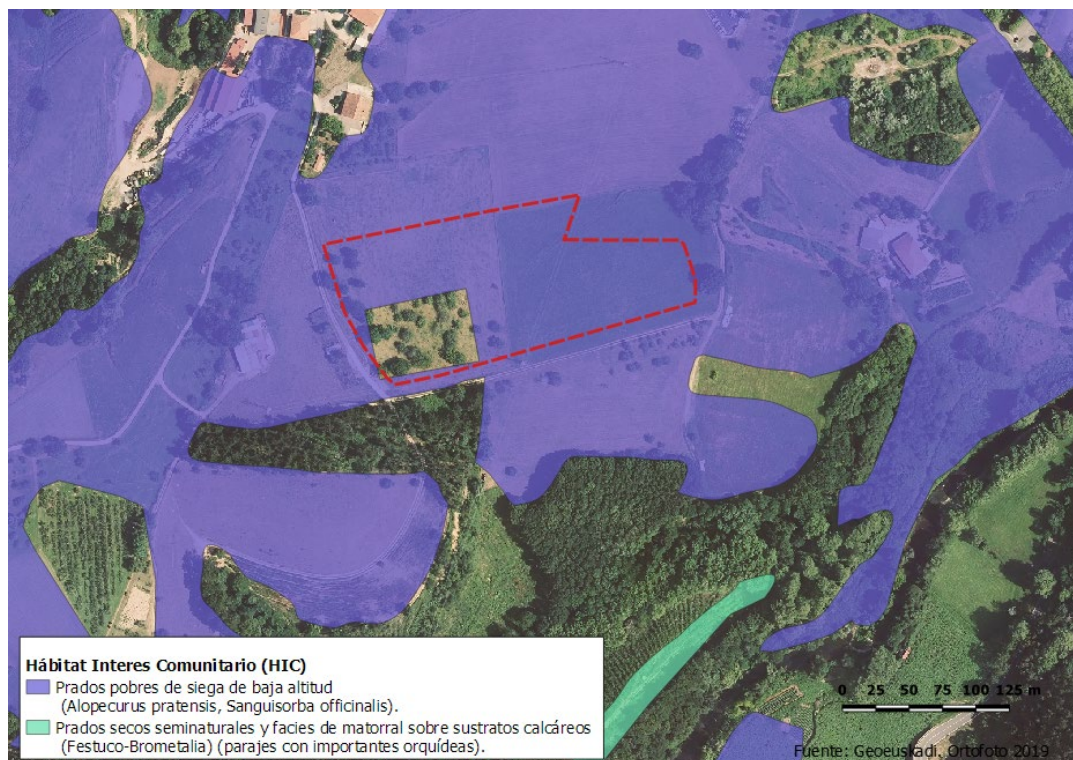 Hábitat Interes Comunitario (HIC)
Prados pobres de siega de baja altitud
(Alopecurus pratensis, Sanguisorba officinalis).
Prados secos seminaturales y facies de matorral sobre sustratos calcáreos
(Festuco-Brometalia) (parajes con importantes orquídeas).
0 25 50 75 100 125 m
Fuente: Geoeuskadi. Ortofoto 2019